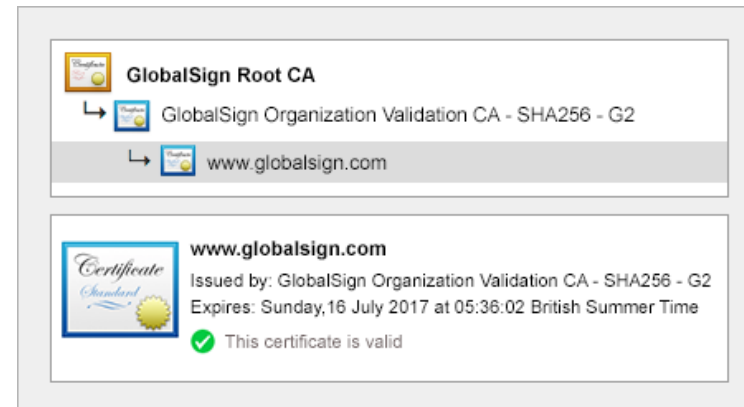 GlobalSign Root CA
GlobalSign Organization Validation CA - SHA256 - G2
www.globalsign.com
www.globalsign.com
Certificate
Standard
Issued by: GlobalSign Organization Validation CA - SHA256 - G2
Expires: Sunday,16 July 2017 at 05:36:02 British Summer Time
This certificate is valid